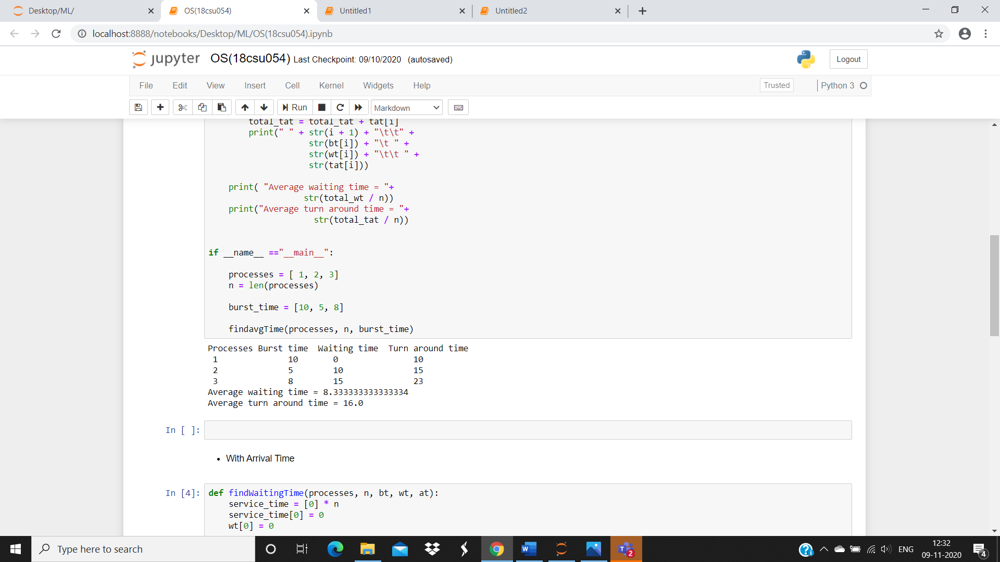 Desktop/ML/
OS(18csu054)
Untitled1
Untitled2
localhost:8888/notebooks/Desktop/ML/OS(18csu054).ipynb
jupyter OS(18csu054) Last Checkpoint: 09/10/2020 (autosaved)
Logout
File Edit View Insert Cell Kernel Widgets Help
Trusted
Python 3
Run
Markdown
total_tat = total_tat + tat[i]
print(" " + str(i + 1) + "\t\t" +
str(bt[i]) + "\t " +
str(wt[i]) + "\t\t " +
str(tat[i]))
print( "Average waiting time = "+
str(total_wt / n))
print("Average turn around time = "+
str(total_tat / n))
if __name__ =="__main__":
processes = [ 1, 2, 3]
n = len(processes)
burst_time = [10, 5, 8]
findavgTime(processes, n, burst_time)
Processes Burst time  Waiting time  Turn around time
1 10 0 10
2 5 10 15
3 8 15 23
Average waiting time = 8.333333333333334
Average turn around time = 16.0
In [ ]:
• With Arrival Time
In [4]: def findWaitingTime(processes, n, bt, wt, at):
service_time = [0] * n
service_time[0] = 0
wt[0] = 0
Type here to search
2
ENG
12:32
09-11-2020
4